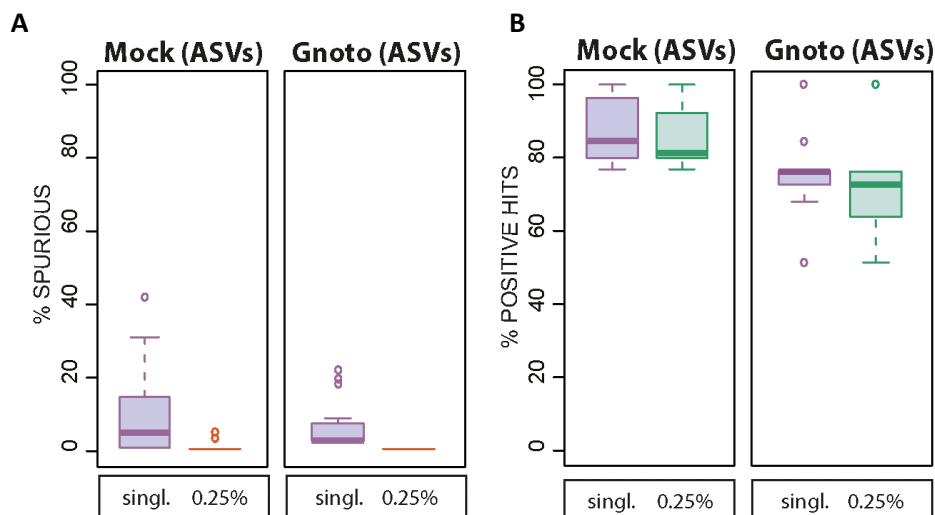 A
Mock (ASVs)
Gnoto (ASVs)
% SPURIOUS
100
80
60
40
20
0
singl. 0.25%
singl. 0.25%
B
Mock (ASVs)
Gnoto (ASVs)
% POSITIVE HITS
100
80
60
40
20
0
singl. 0.25%
singl. 0.25%